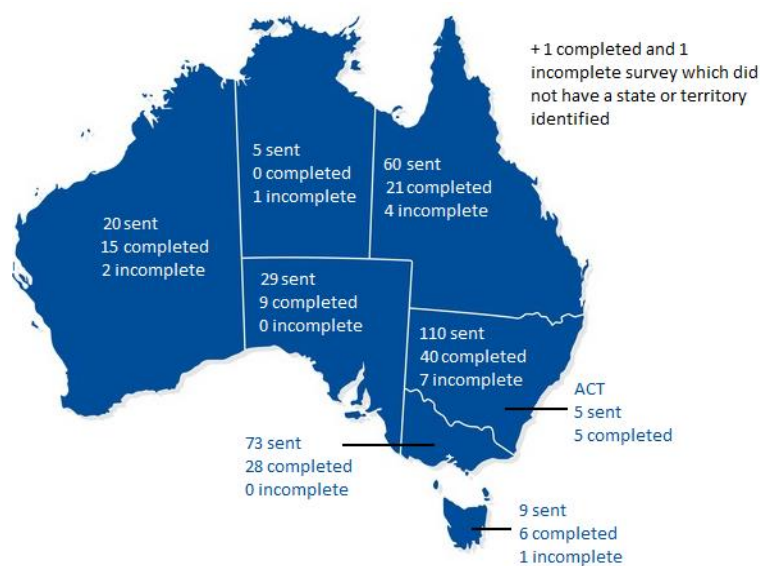 + 1 completed and 1
incomplete survey which did
not have a state or territory
identified
5 sent
0 completed
1 incomplete
60 sent
21 completed
4 incomplete
20 sent
15 completed
2 incomplete
29 sent
9 completed
0 incomplete
110 sent
40 completed
7 incomplete
ACT
5 sent
5 completed
73 sent
28 completed
0 incomplete
9 sent
6 completed
1 incomplete